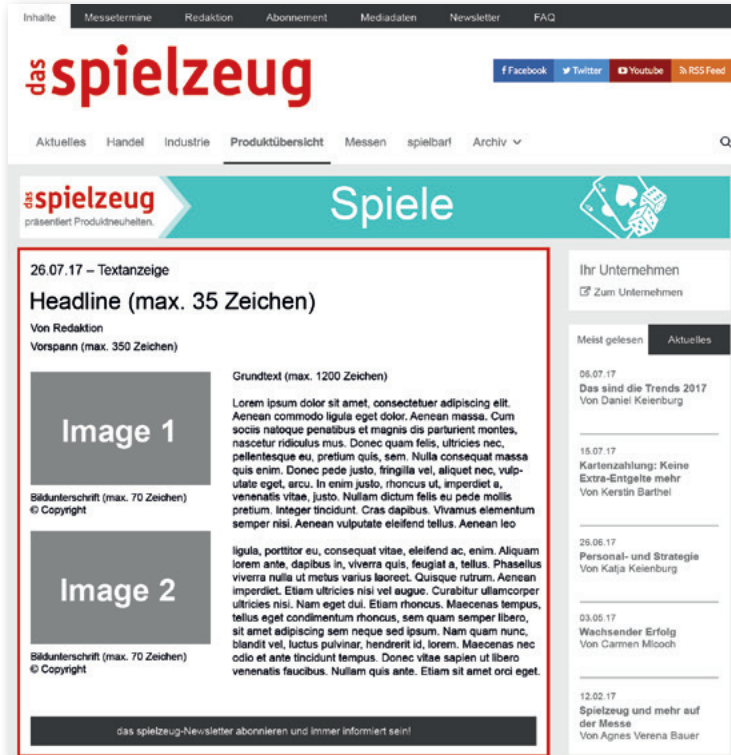 Inhalte Messetermine Redaktion Abonnement Mediadaten Newsletter FAQ
das spielzeug
Facebook Twitter Youtube RSS Feed
Aktuelles Handel Industrie Produktübersicht Messen spielbar! Archiv
das spielzeug
präsentiert Produktneuheiten.
Spiele
26.07.17 – Textanzeige
Headline (max. 35 Zeichen)
Von Redaktion
Vorspann (max. 350 Zeichen)
Image 1
Bildunterschrift (max. 70 Zeichen)
© Copyright
Image 2
Bildunterschrift (max. 70 Zeichen)
© Copyright
Grundtext (max. 1200 Zeichen)
Lorem ipsum dolor sit amet, consectetuer adipiscing elit.
Aenean commodo ligula eget dolor. Aenean massa. Cum
sociis natoque penatibus et magnis dis parturient montes,
nascetur ridiculus mus. Donec quam felis, ultricies nec,
pellentesque eu, pretium quis, sem. Nulla consequat massa
quis enim. Donec pede justo, fringilla vel, aliquet nec, vulp-
utate eget, arcu. In enim justo, rhoncus ut, imperdiet a,
venenatis vitae, justo. Nullam dictum felis eu pede mollis
pretium. Integer tincidunt. Cras dapibus. Vivamus elementum
semper nisi. Aenean vulputate eleifend tellus. Aenean leo
ligula, porttitor eu, consequat vitae, eleifend ac, enim. Aliquam
lorem ante, dapibus in, viverra quis, feugiat a, tellus. Phasellus
viverra nulla ut metus varius laoreet. Quisque rutrum. Aenean
imperdiet. Etiam ultricies nisi vel augue. Curabitur ullamcorper
ultricies nisi. Nam eget dui. Etiam rhoncus. Maecenas tempus,
tellus eget condimentum rhoncus, sem quam semper libero,
sit amet adipiscing sem neque sed ipsum. Nam quam nunc,
blandit vel, luctus pulvinar, hendrerit id, lorem. Maecenas nec
odio et ante tincidunt tempus. Donec vitae sapien ut libero
venenatis faucibus. Nullam quis ante. Etiam sit amet orci eget.
das spielzeug-Newsletter abonnieren und immer informiert sein!
Ihr Unternehmen
Zum Unternehmen
Meist gelesen Aktuelles
06.07.17
Das sind die Trends 2017
Von Daniel Keienburg
15.07.17
Kartenzahlung: Keine
Extra-Entgelte mehr
Von Kerstin Barthel
26.06.17
Personal- und Strategie
Von Katja Keienburg
03.05.17
Wachsender Erfolg
Von Carmen Micoch
12.02.17
Spielzeug und mehr auf
der Messe
Von Agnes Verena Bauer